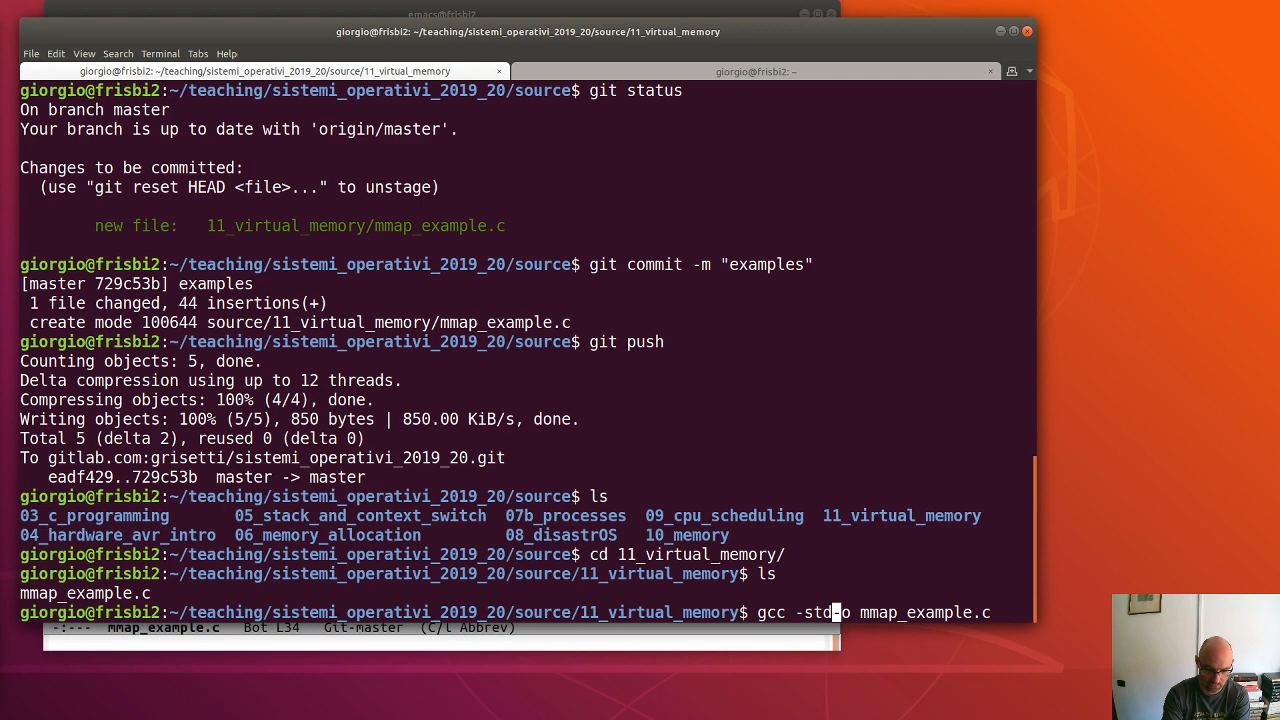 emacs@frisbi2
giorgio@frisbi2: ~/teaching/sistemi_operativi_2019_20/source/11_virtual_memory
File Edit View Search Terminal Tabs Help
giorgio@frisbi2: ~/teaching/sistemi_operativi_2019_20/source/11_virtual_memory × giorgio@frisbi2: ~ ×
giorgio@frisbi2:~/teaching/sistemi_operativi_2019_20/source$ git status
On branch master
Your branch is up to date with 'origin/master'.
Changes to be committed:
(use "git reset HEAD <file>..." to unstage)
new file: 11_virtual_memory/mmap_example.c
giorgio@frisbi2:~/teaching/sistemi_operativi_2019_20/source$ git commit -m "examples"
[master 729c53b] examples
1 file changed, 44 insertions(+)
create mode 100644 source/11_virtual_memory/mmap_example.c
giorgio@frisbi2:~/teaching/sistemi_operativi_2019_20/source$ git push
Counting objects: 5, done.
Delta compression using up to 12 threads.
Compressing objects: 100% (4/4), done.
Writing objects: 100% (5/5), 850 bytes | 850.00 KiB/s, done.
Total 5 (delta 2), reused 0 (delta 0)
To gitlab.com:grisetti/sistemi_operativi_2019_20.git
eadf429..729c53b master -> master
giorgio@frisbi2:~/teaching/sistemi_operativi_2019_20/source$ ls
03_c_programming 05_stack_and_context_switch 07b_processes 09_cpu_scheduling 11_virtual_memory
04_hardware_avr_intro 06_memory_allocation 08_disastrOS 10_memory
giorgio@frisbi2:~/teaching/sistemi_operativi_2019_20/source$ cd 11_virtual_memory/
giorgio@frisbi2:~/teaching/sistemi_operativi_2019_20/source/11_virtual_memory$ ls
mmap_example.c
giorgio@frisbi2:~/teaching/sistemi_operativi_2019_20/source/11_virtual_memory$ gcc -std-o mmap_example.c
-:--- mmap_example.c Bot L34 Git-master (C/l Abbrev)